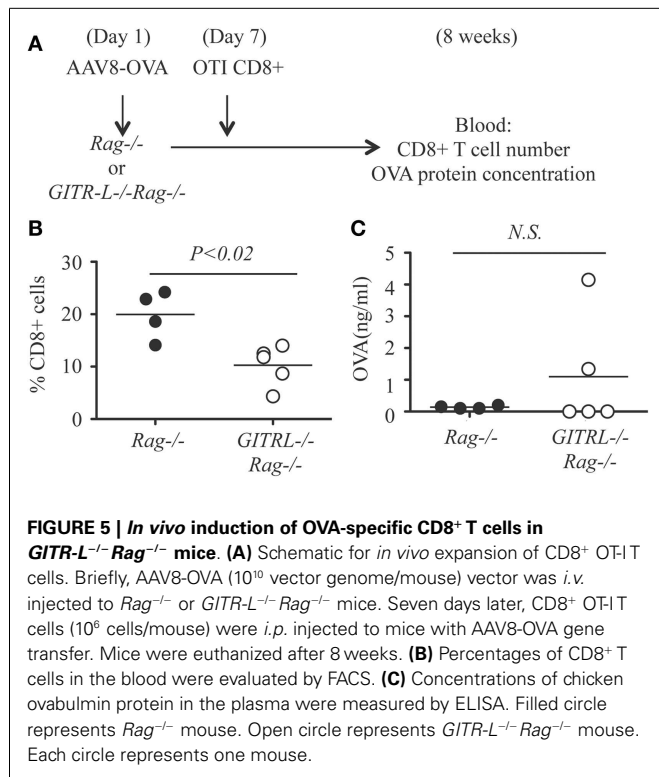 A
(Day 1) (Day 7) (8 weeks)
AAV8-OVA OTI CD8+
Rag-/-
or
GITR-L-/-Rag-/-
Blood:
CD8+ T cell number
OVA protein concentration
B
P<0.02
% CD8+ cells
30
20
10
0
Rag-/- GITRL-/-
Rag-/-
C
N.S.
OVA(ng/ml)
5
4
3
2
1
0
Rag-/- GITRL-/-
Rag-/-
FIGURE 5 | In vivo induction of OVA-specific CD8⁺ T cells in
GITR-L⁻/⁻Rag⁻/⁻ mice. (A) Schematic for in vivo expansion of CD8⁺ OT-I T
cells. Briefly, AAV8-OVA (10¹⁰ vector genome/mouse) vector was i.v.
injected to Rag⁻/⁻ or GITR-L⁻/⁻Rag⁻/⁻ mice. Seven days later, CD8⁺ OT-I T
cells (10⁶ cells/mouse) were i.p. injected to mice with AAV8-OVA gene
transfer. Mice were euthanized after 8 weeks. (B) Percentages of CD8⁺ T
cells in the blood were evaluated by FACS. (C) Concentrations of chicken
ovabulmin protein in the plasma were measured by ELISA. Filled circle
represents Rag⁻/⁻ mouse. Open circle represents GITR-L⁻/⁻Rag⁻/⁻ mouse.
Each circle represents one mouse.